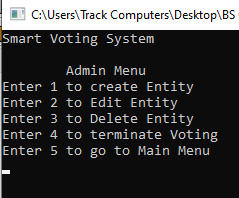 C:\Users\Track Computers\Desktop\BS
Smart Voting System
Admin Menu
Enter 1 to create Entity
Enter 2 to Edit Entity
Enter 3 to Delete Entity
Enter 4 to terminate Voting
Enter 5 to go to Main Menu